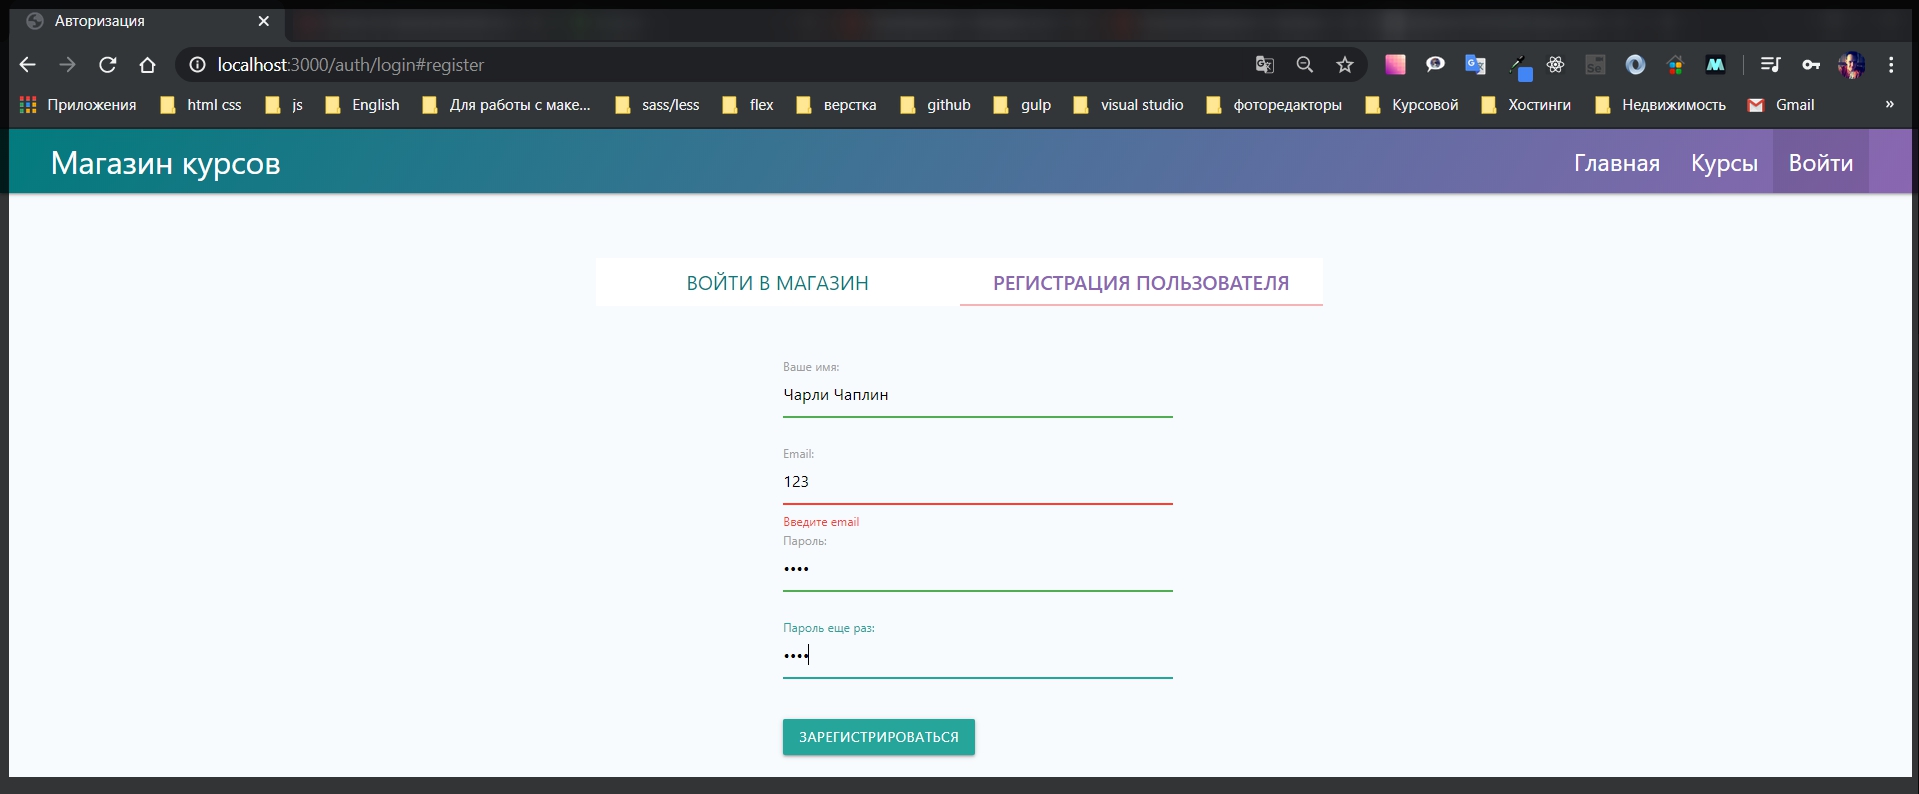 Авторизация
localhost:3000/auth/login#register
Приложения html css js English Для работы с маке... sass/less flex верстка github gulp visual studio фоторедакторы Курсовой Хостинги Недвижимость Gmail »
Магазин курсов Главная Курсы Войти
ВОЙТИ В МАГАЗИН РЕГИСТРАЦИЯ ПОЛЬЗОВАТЕЛЯ
Ваше имя:
Чарли Чаплин
Email:
123
Введите email
Пароль:
••••
Пароль еще раз:
••••
ЗАРЕГИСТРИРОВАТЬСЯ